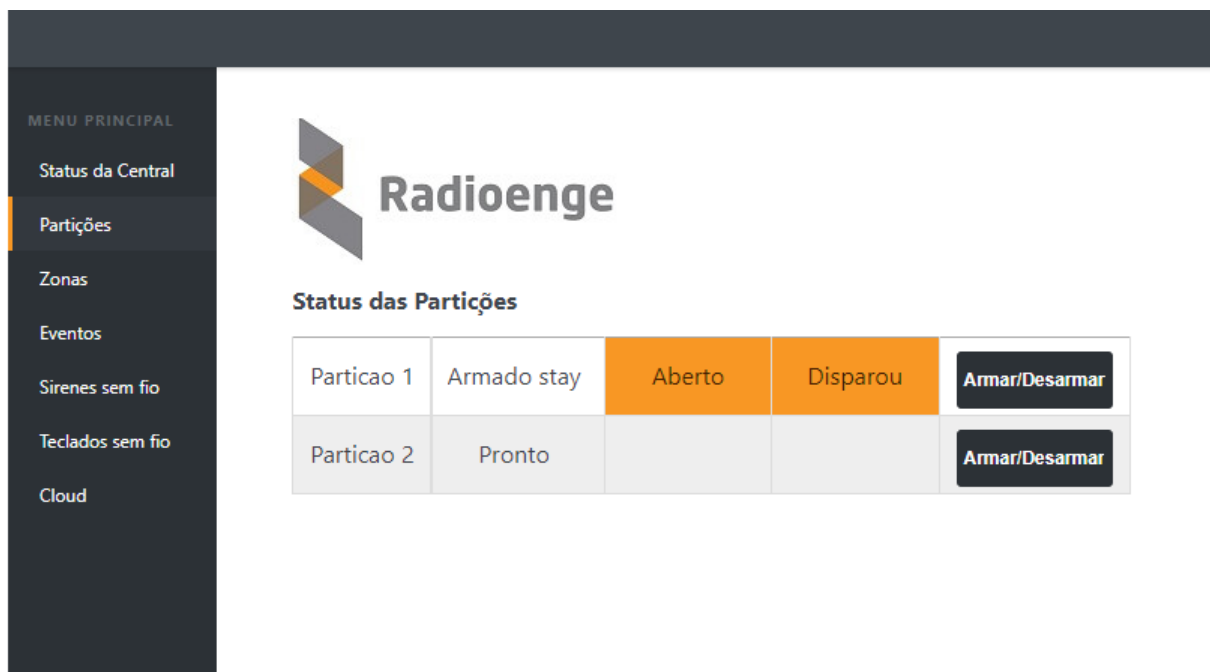 MENU PRINCIPAL
Status da Central
Partições
Zonas
Eventos
Sirenes sem fio
Teclados sem fio
Cloud
Radioenge
Status das Partições
Particao 1 Armado stay Aberto Disparou Armar/Desarmar
Particao 2 Pronto Armar/Desarmar